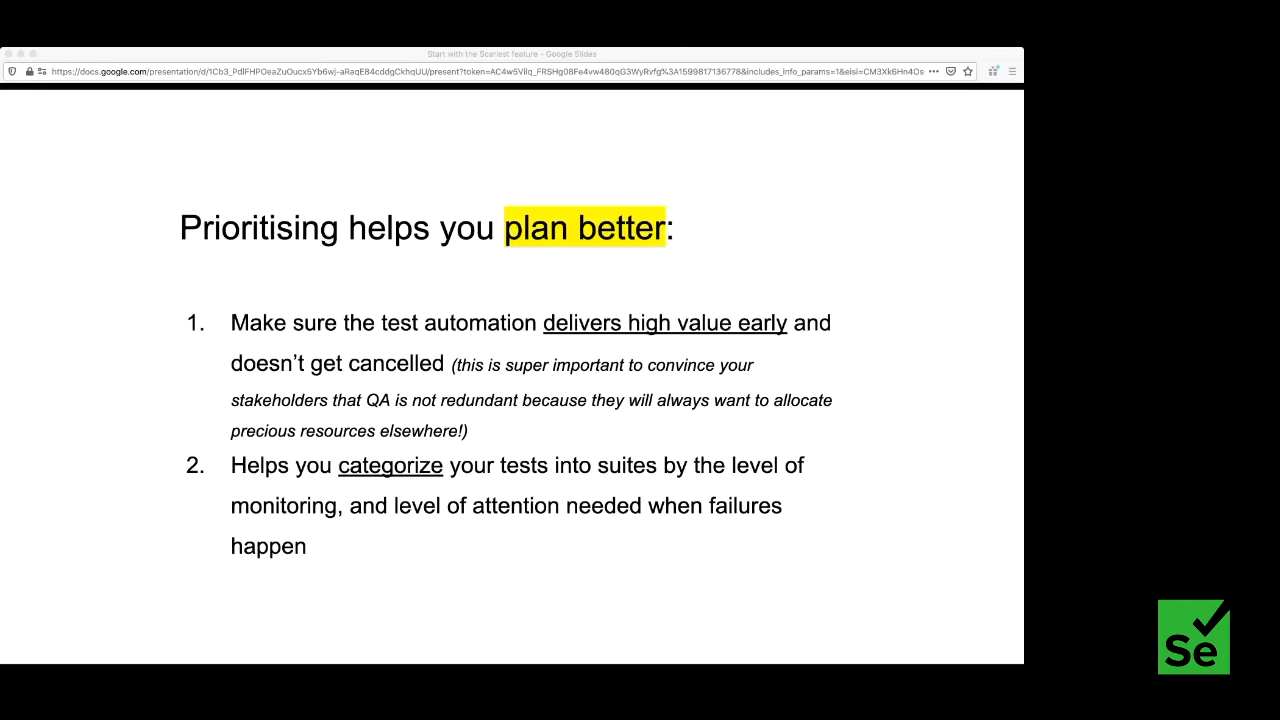 Start with the Scariest feature - Google Slides
Prioritising helps you plan better:
1. Make sure the test automation delivers high value early and
doesn’t get cancelled (this is super important to convince your
stakeholders that QA is not redundant because they will always want to allocate
precious resources elsewhere!)
2. Helps you categorize your tests into suites by the level of
monitoring, and level of attention needed when failures
happen
Se